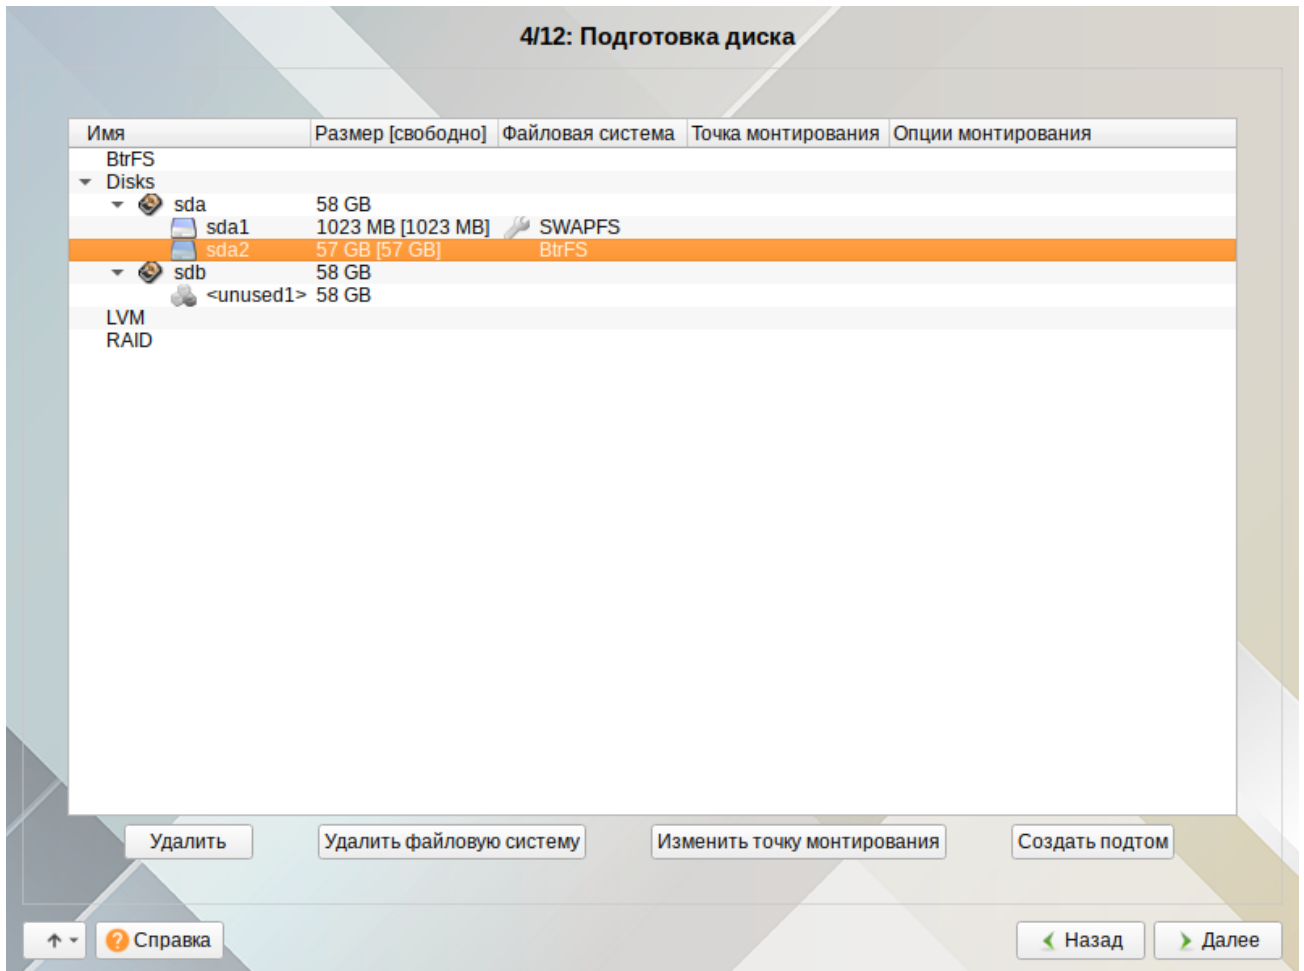 4/12: Подготовка диска
Имя Размер [свободно] Файловая система Точка монтирования Опции монтирования
BtrFS
Disks
sda 58 GB
sda1 1023 MB [1023 MB] SWAPFS
sda2 57 GB [57 GB] BtrFS
sdb 58 GB
<unused1> 58 GB
LVM
RAID
Удалить Удалить файловую систему Изменить точку монтирования Создать подтом
Справка Назад Далее